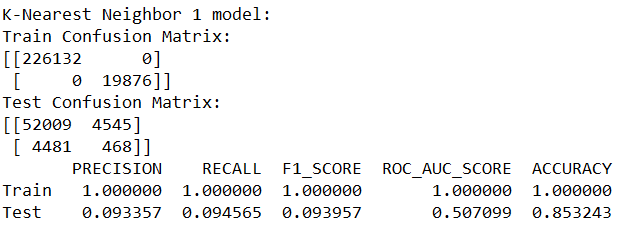 K-Nearest Neighbor 1 model:
Train Confusion Matrix:
[[226132      0]
 [     0  19876]]
Test Confusion Matrix:
[[52009  4545]
 [ 4481   468]]
       PRECISION    RECALL  F1_SCORE  ROC_AUC_SCORE  ACCURACY
Train   1.000000  1.000000  1.000000       1.000000  1.000000
Test    0.093357  0.094565  0.093957       0.507099  0.853243